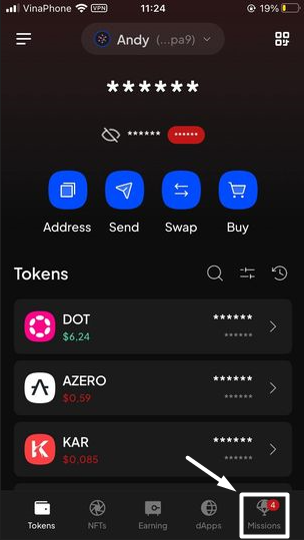 VinaPhone VPN 11:24 19%
Andy (...pa9)
******
****** ******
Address Send Swap Buy
Tokens
DOT ******
$6,24 ******
AZERO ******
$0,59 ******
KAR ******
$0,085 ******
4
Tokens NFTs Earning dApps Missions